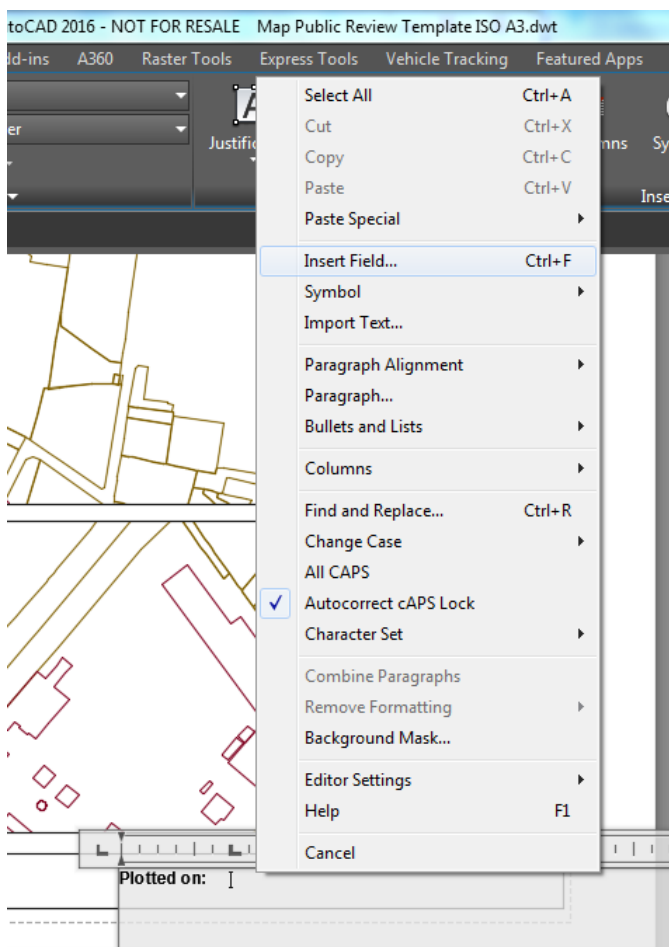 toCAD 2016 - NOT FOR RESALE Map Public Review Template ISO A3.dwt
dd-ins A360 Raster Tools Express Tools Vehicle Tracking Featured Apps
Select All Ctrl+A
Cut Ctrl+X
Copy Ctrl+C
Paste Ctrl+V
Paste Special
Insert Field... Ctrl+F
Symbol
Import Text...
Paragraph Alignment
Paragraph...
Bullets and Lists
Columns
Find and Replace... Ctrl+R
Change Case
All CAPS
Autocorrect cAPS Lock
Character Set
Combine Paragraphs
Remove Formatting
Background Mask...
Editor Settings
Help F1
Cancel
er
Justific
A
mns
Sy
Inse
Plotted on: